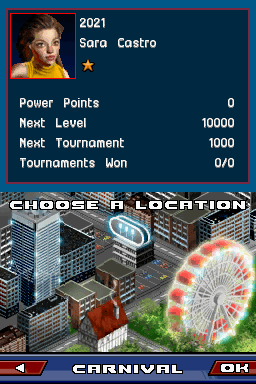 2021
Sara Castro
Power Points 0
Next Level 10000
Next Tournament 1000
Tournaments Won 0/0
CHOOSE A LOCATION
CARNIVAL OK